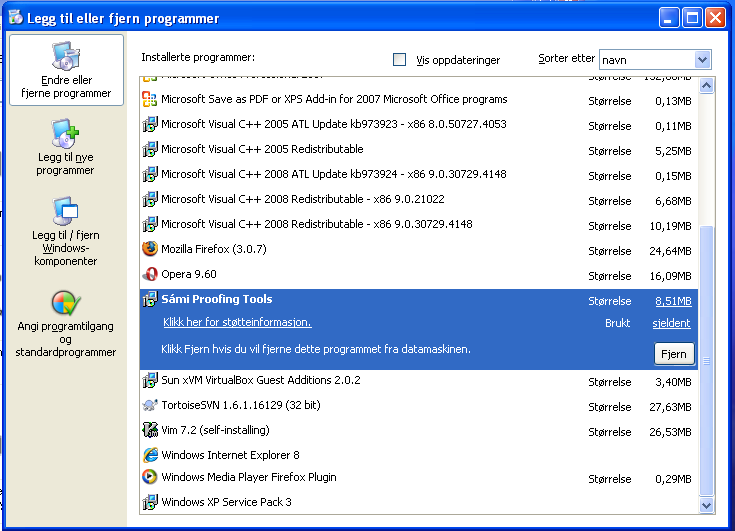 Legg til eller fjern programmer
Endre eller
fjerne programmer
Legg til nye
programmer
Legg til / fjern
Windows-
komponenter
Angi programtilgang
og
standardprogrammer
Installerte programmer:
Vis oppdateringer
Sorter etter navn
Microsoft Save as PDF or XPS Add-in for 2007 Microsoft Office programs Størrelse 0,13MB
Microsoft Visual C++ 2005 ATL Update kb973923 - x86 8.0.50727.4053 Størrelse 0,11MB
Microsoft Visual C++ 2005 Redistributable Størrelse 5,25MB
Microsoft Visual C++ 2008 ATL Update kb973924 - x86 9.0.30729.4148 Størrelse 0,15MB
Microsoft Visual C++ 2008 Redistributable - x86 9.0.21022 Størrelse 6,68MB
Microsoft Visual C++ 2008 Redistributable - x86 9.0.30729.4148 Størrelse 10,19MB
Mozilla Firefox (3.0.7) Størrelse 24,64MB
Opera 9.60 Størrelse 16,09MB
Sámi Proofing Tools Størrelse 8,51MB
Klikk her for støtteinformasjon. Brukt sjeldent
Klikk Fjern hvis du vil fjerne dette programmet fra datamaskinen. Fjern
Sun xVM VirtualBox Guest Additions 2.0.2 Størrelse 3,40MB
TortoiseSVN 1.6.1.16129 (32 bit) Størrelse 27,63MB
Vim 7.2 (self-installing) Størrelse 26,53MB
Windows Internet Explorer 8
Windows Media Player Firefox Plugin Størrelse 0,29MB
Windows XP Service Pack 3